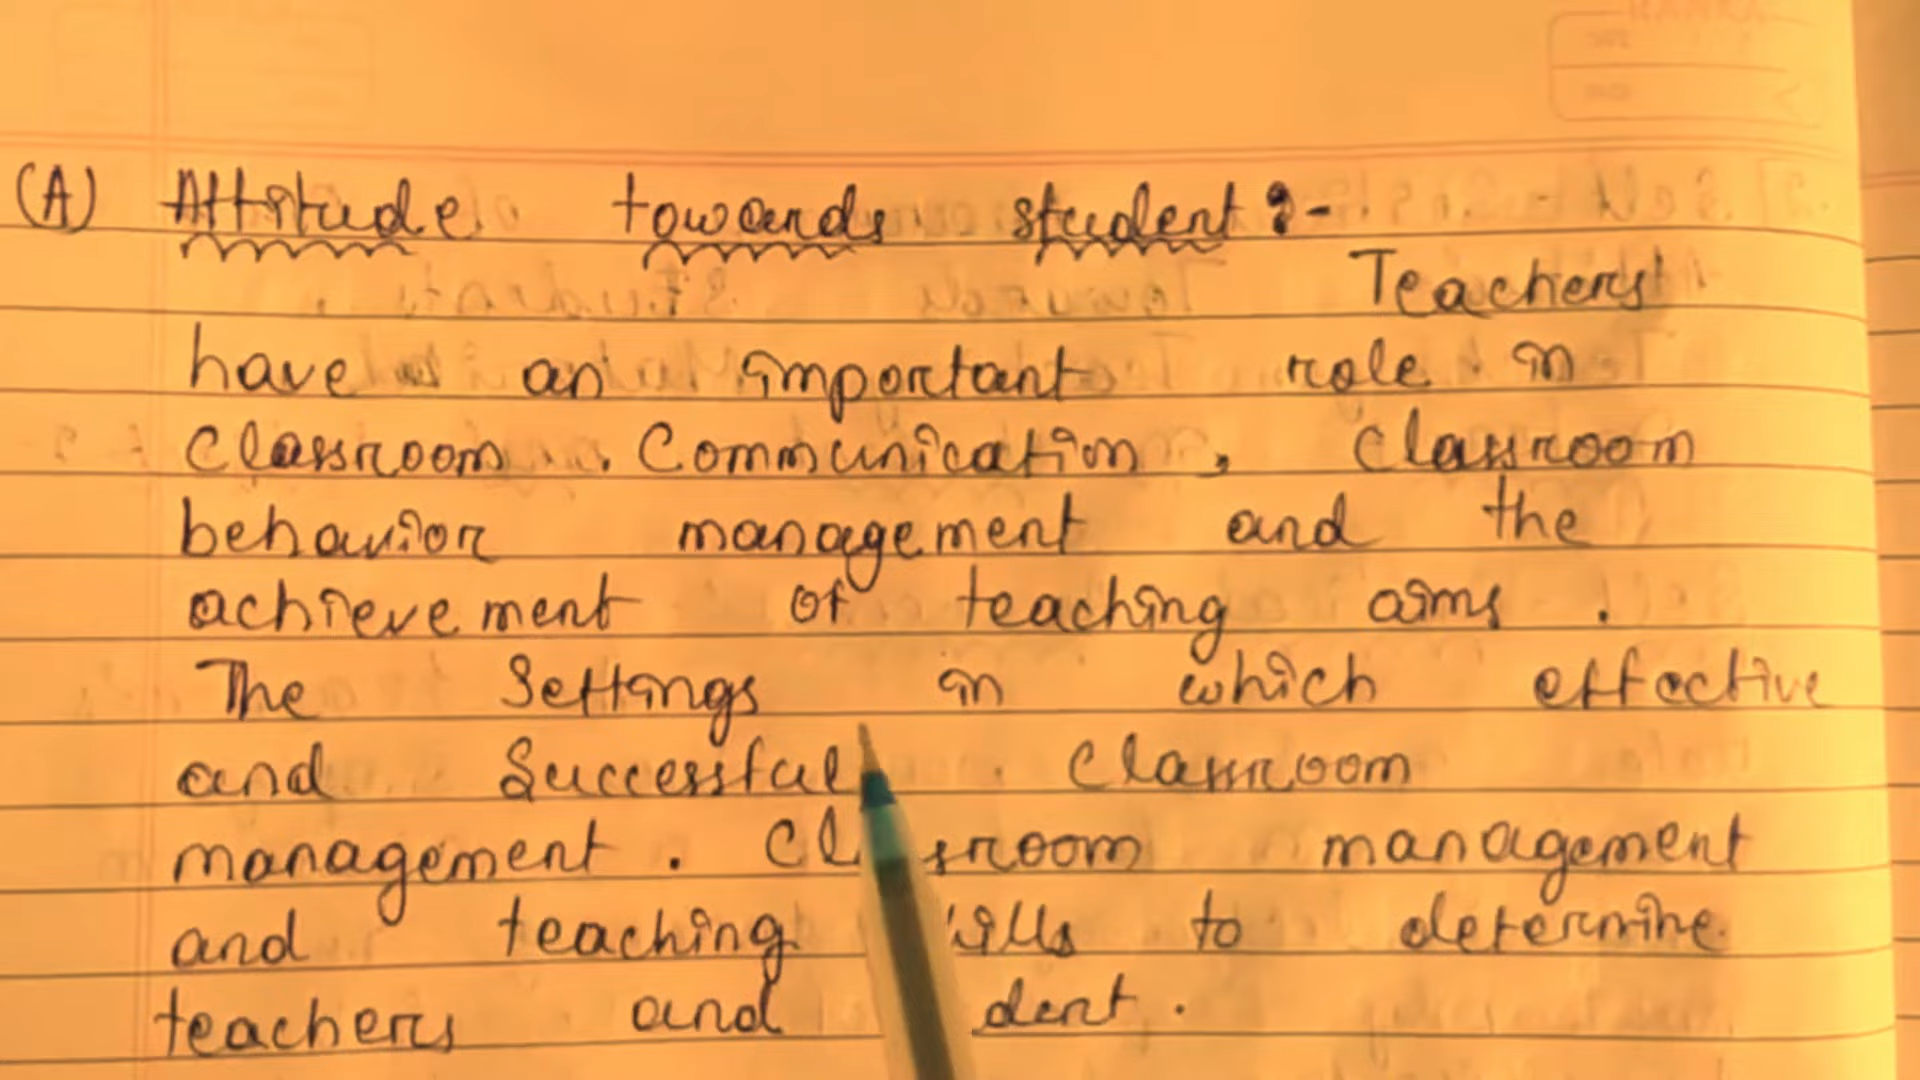 (A) Attitude towards student :-
Teachers
have an important role in
classroom . Communication , classroom
behavior management and the
achievement of teaching aims .
The Settings in which effective
and Successful classroom
management . management
and teaching to determine
teachers and